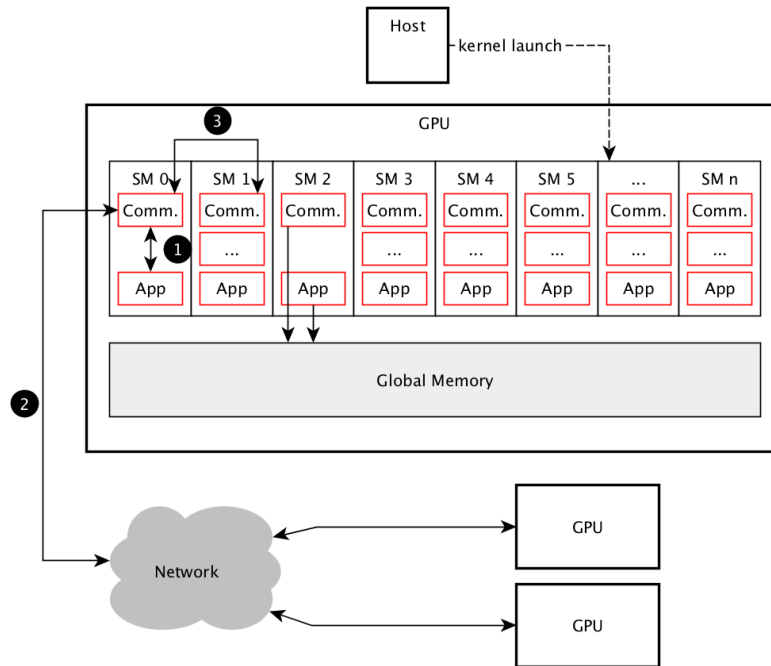 Host
kernel launch
GPU
3
SM 0 SM 1 SM 2 SM 3 SM 4 SM 5 ... SM n
Comm. Comm. Comm. Comm. Comm. Comm. Comm. Comm.
1
... ... ... ... ... ...
App App App App App App App App
Global Memory
2
GPU
Network
GPU